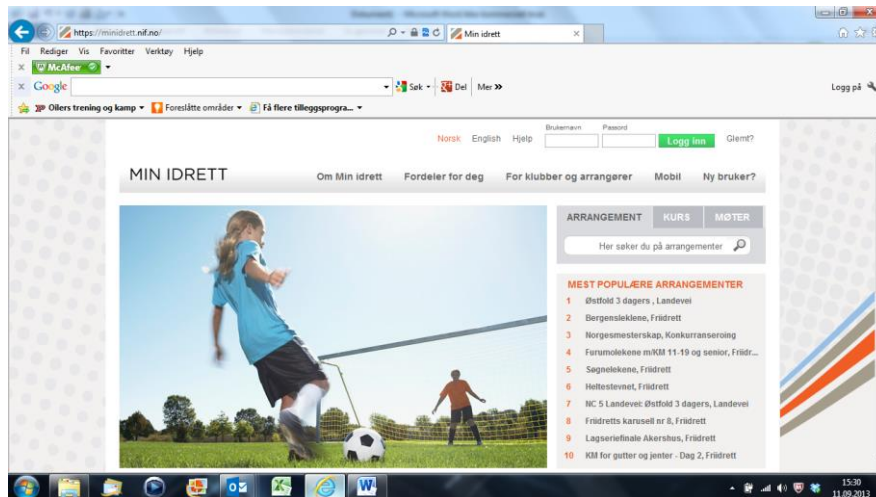 https://minidrett.nif.no/
Min idrett
Fil Rediger Vis Favoritter Verktøy Hjelp
McAfee
Google Søk Del Mer »
Logg på
Oilers trening og kamp Foreslåtte områder Få flere tilleggsprogra...
Brukernavn Passord
Norsk English Hjelp Logg inn Glemt?
MIN IDRETT
Om Min idrett Fordeler for deg For klubber og arrangører Mobil Ny bruker?
ARRANGEMENT KURS MØTER
Her søker du på arrangementer
MEST POPULÆRE ARRANGEMENTER
1 Østfold 3 dagers , Landevei
2 Bergensleklene, Friidrett
3 Norgesmesterskap, Konkurranseroing
4 Furumolekene m/KM 11-19 og senior, Friidr...
5 Søgnelekene, Friidrett
6 Heltestevnet, Friidrett
7 NC 5 Landevei: Østfold 3 dagers, Landevei
8 Friidretts karusell nr 8, Friidrett
9 Lagseriefinale Akershus, Friidrett
10 KM for gutter og jenter - Dag 2, Friidrett
15:30
11.09.2013